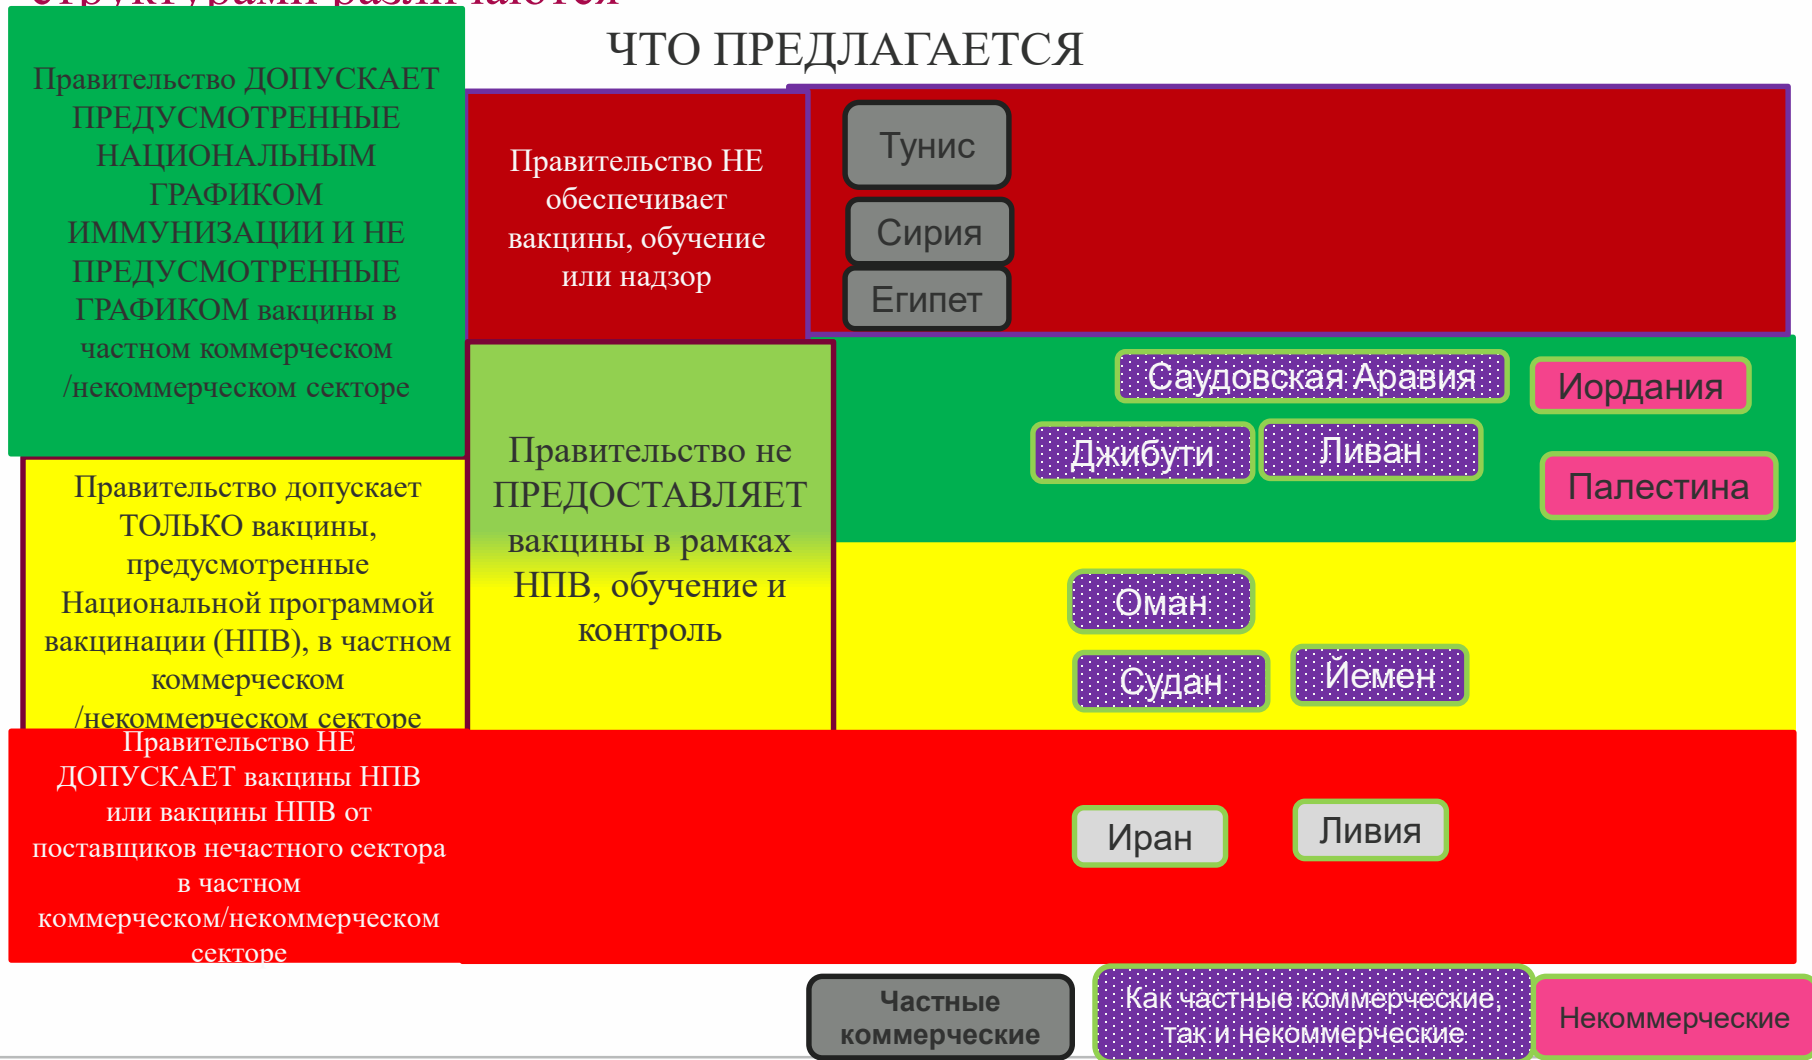 структурами различаются
ЧТО ПРЕДЛАГАЕТСЯ
Правительство ДОПУСКАЕТ
ПРЕДУСМОТРЕННЫЕ
НАЦИОНАЛЬНЫМ
ГРАФИКОМ
ИММУНИЗАЦИИ И НЕ
ПРЕДУСМОТРЕННЫЕ
ГРАФИКОМ вакцины в
частном коммерческом
/некоммерческом секторе
Правительство НЕ
обеспечивает
вакцины, обучение
или надзор
Тунис
Сирия
Египет
Правительство не
ПРЕДОСТАВЛЯЕТ
вакцины в рамках
НПВ, обучение и
контроль
Саудовская Аравия
Иордания
Джибути
Ливан
Палестина
Правительство допускает
ТОЛЬКО вакцины,
предусмотренные
Национальной программой
вакцинации (НПВ), в частном
коммерческом
/некоммерческом секторе
Оман
Судан
Йемен
Правительство НЕ
ДОПУСКАЕТ вакцины НПВ
или вакцины НПВ от
поставщиков нечастного сектора
в частном
коммерческом/некоммерческом
секторе
Иран
Ливия
Частные
коммерческие
Как частные коммерческие,
так и некоммерческие
Некоммерческие